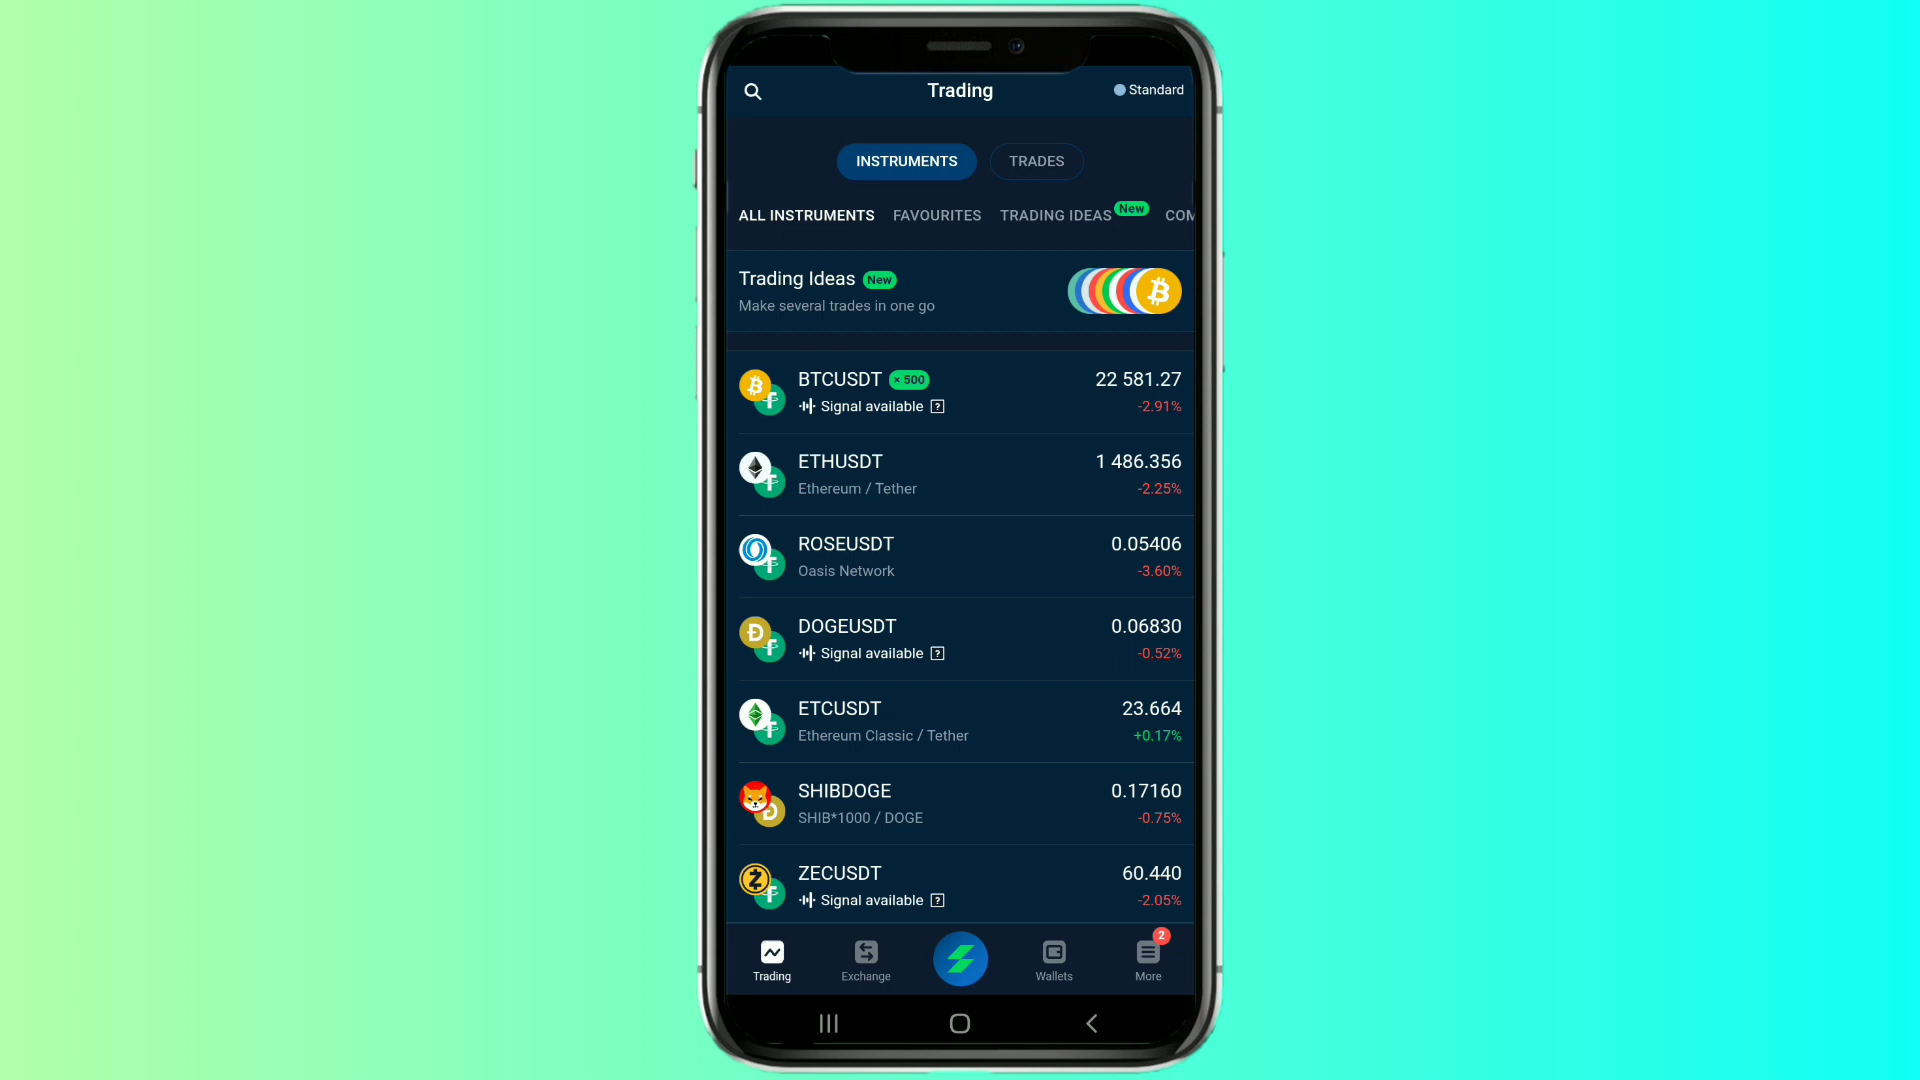 Trading
Standard
INSTRUMENTS
TRADES
ALL INSTRUMENTS FAVOURITES TRADING IDEAS New COM
Trading Ideas New
Make several trades in one go
BTCUSDT × 500 22 581.27
Signal available ? -2.91%
ETHUSDT 1 486.356
Ethereum / Tether -2.25%
ROSEUSDT 0.05406
Oasis Network -3.60%
DOGEUSDT 0.06830
Signal available ? -0.52%
ETCUSDT 23.664
Ethereum Classic / Tether +0.17%
SHIBDOGE 0.17160
SHIB*1000 / DOGE -0.75%
ZECUSDT 60.440
Signal available ? -2.05%
2
Trading Exchange Wallets More